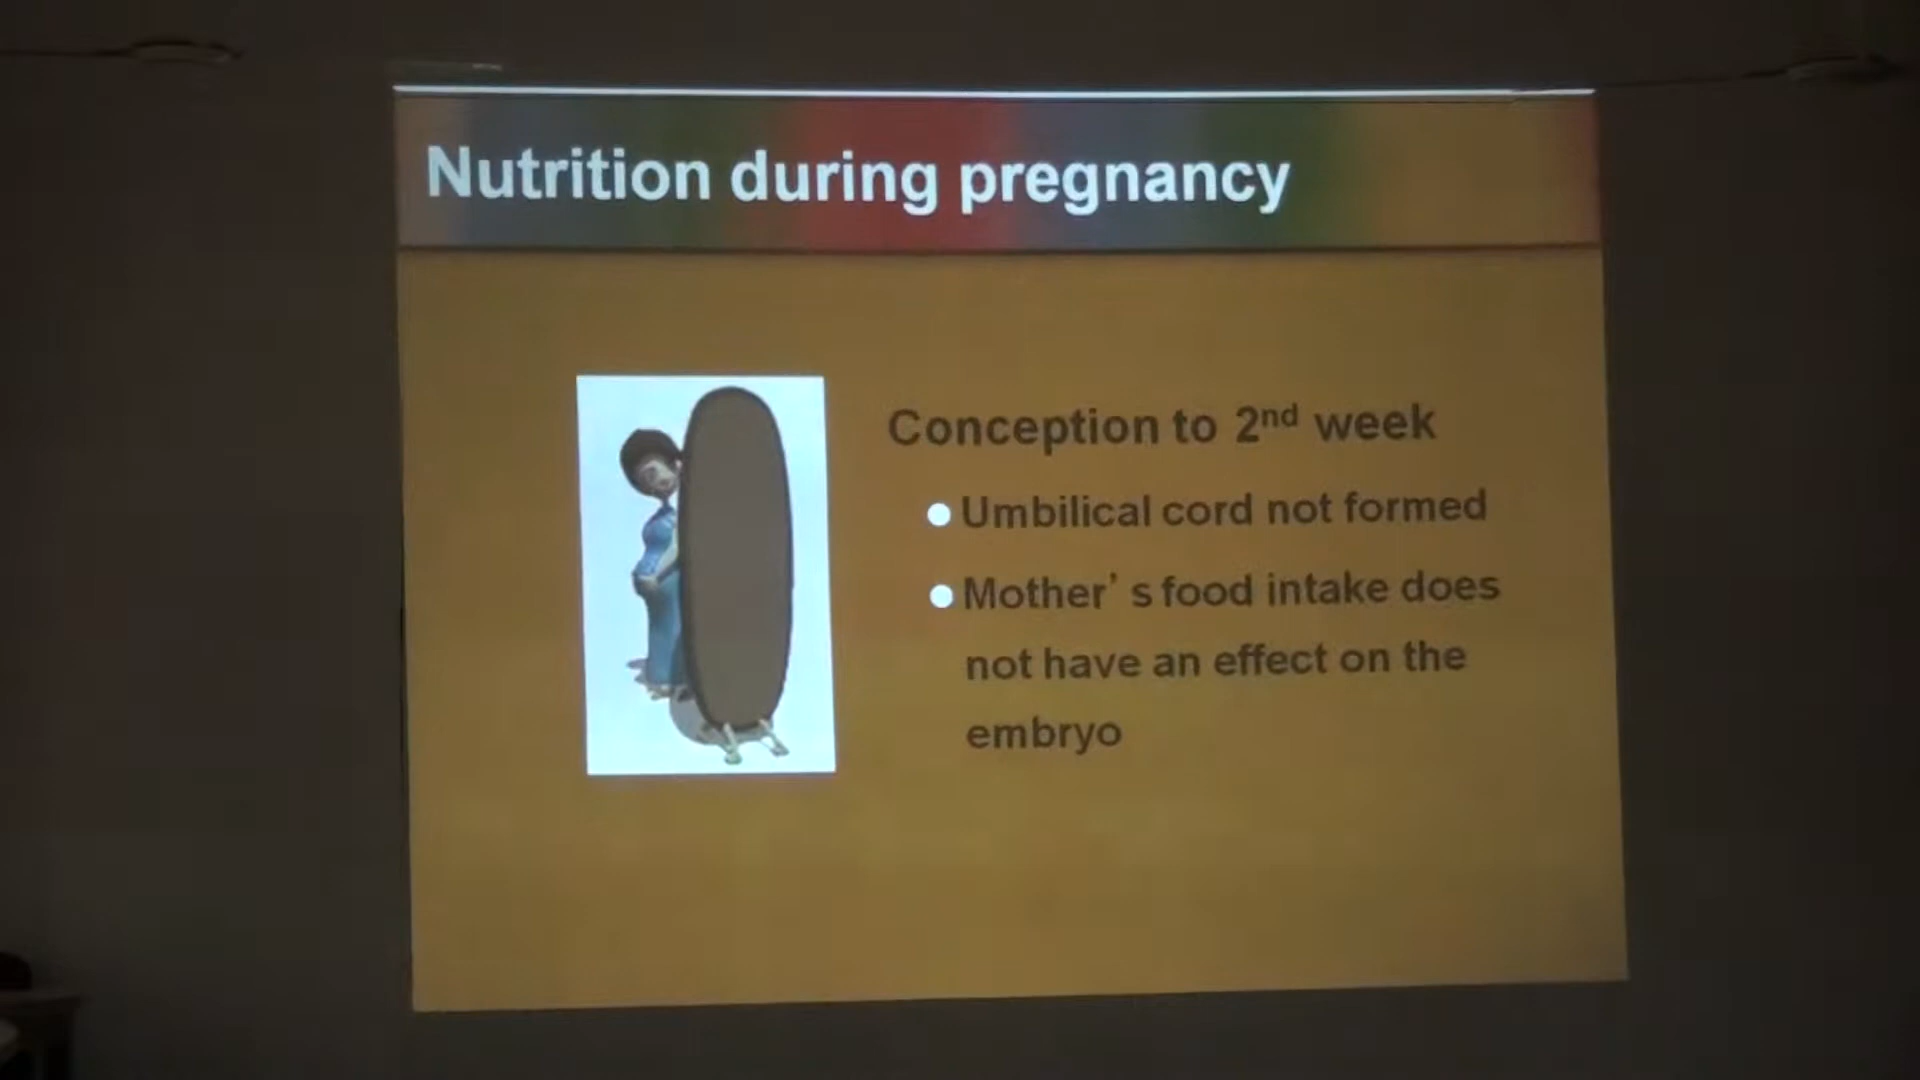 Nutrition during pregnancy
Conception to 2nd week
Umbilical cord not formed
Mother's food intake does
not have an effect on the
embryo